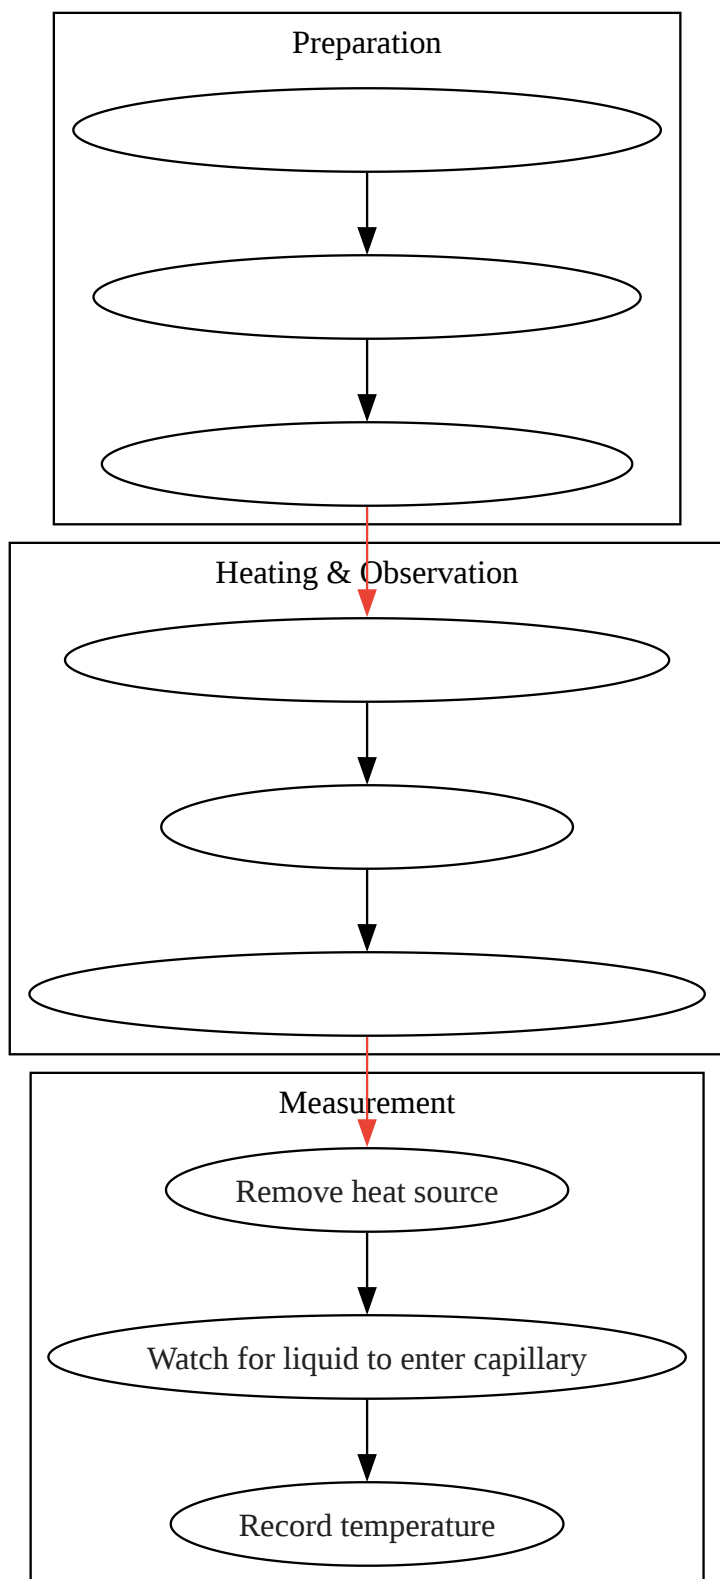 Preparation
Heating & Observation
Measurement
Remove heat source
Watch for liquid to enter capillary
Record temperature